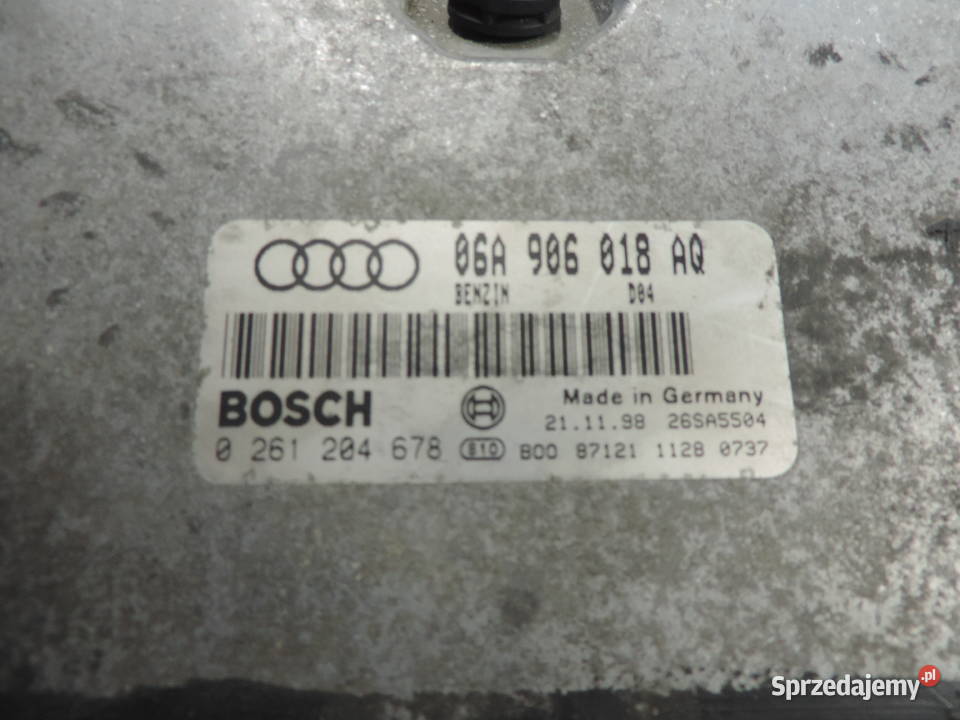 06A 906 018 AQ
BENZIN D04
BOSCH
Made in Germany
21.11.98 26SA5504
0 261 204 678 B00 87121 1128 0737
Sprzedajemy.pl